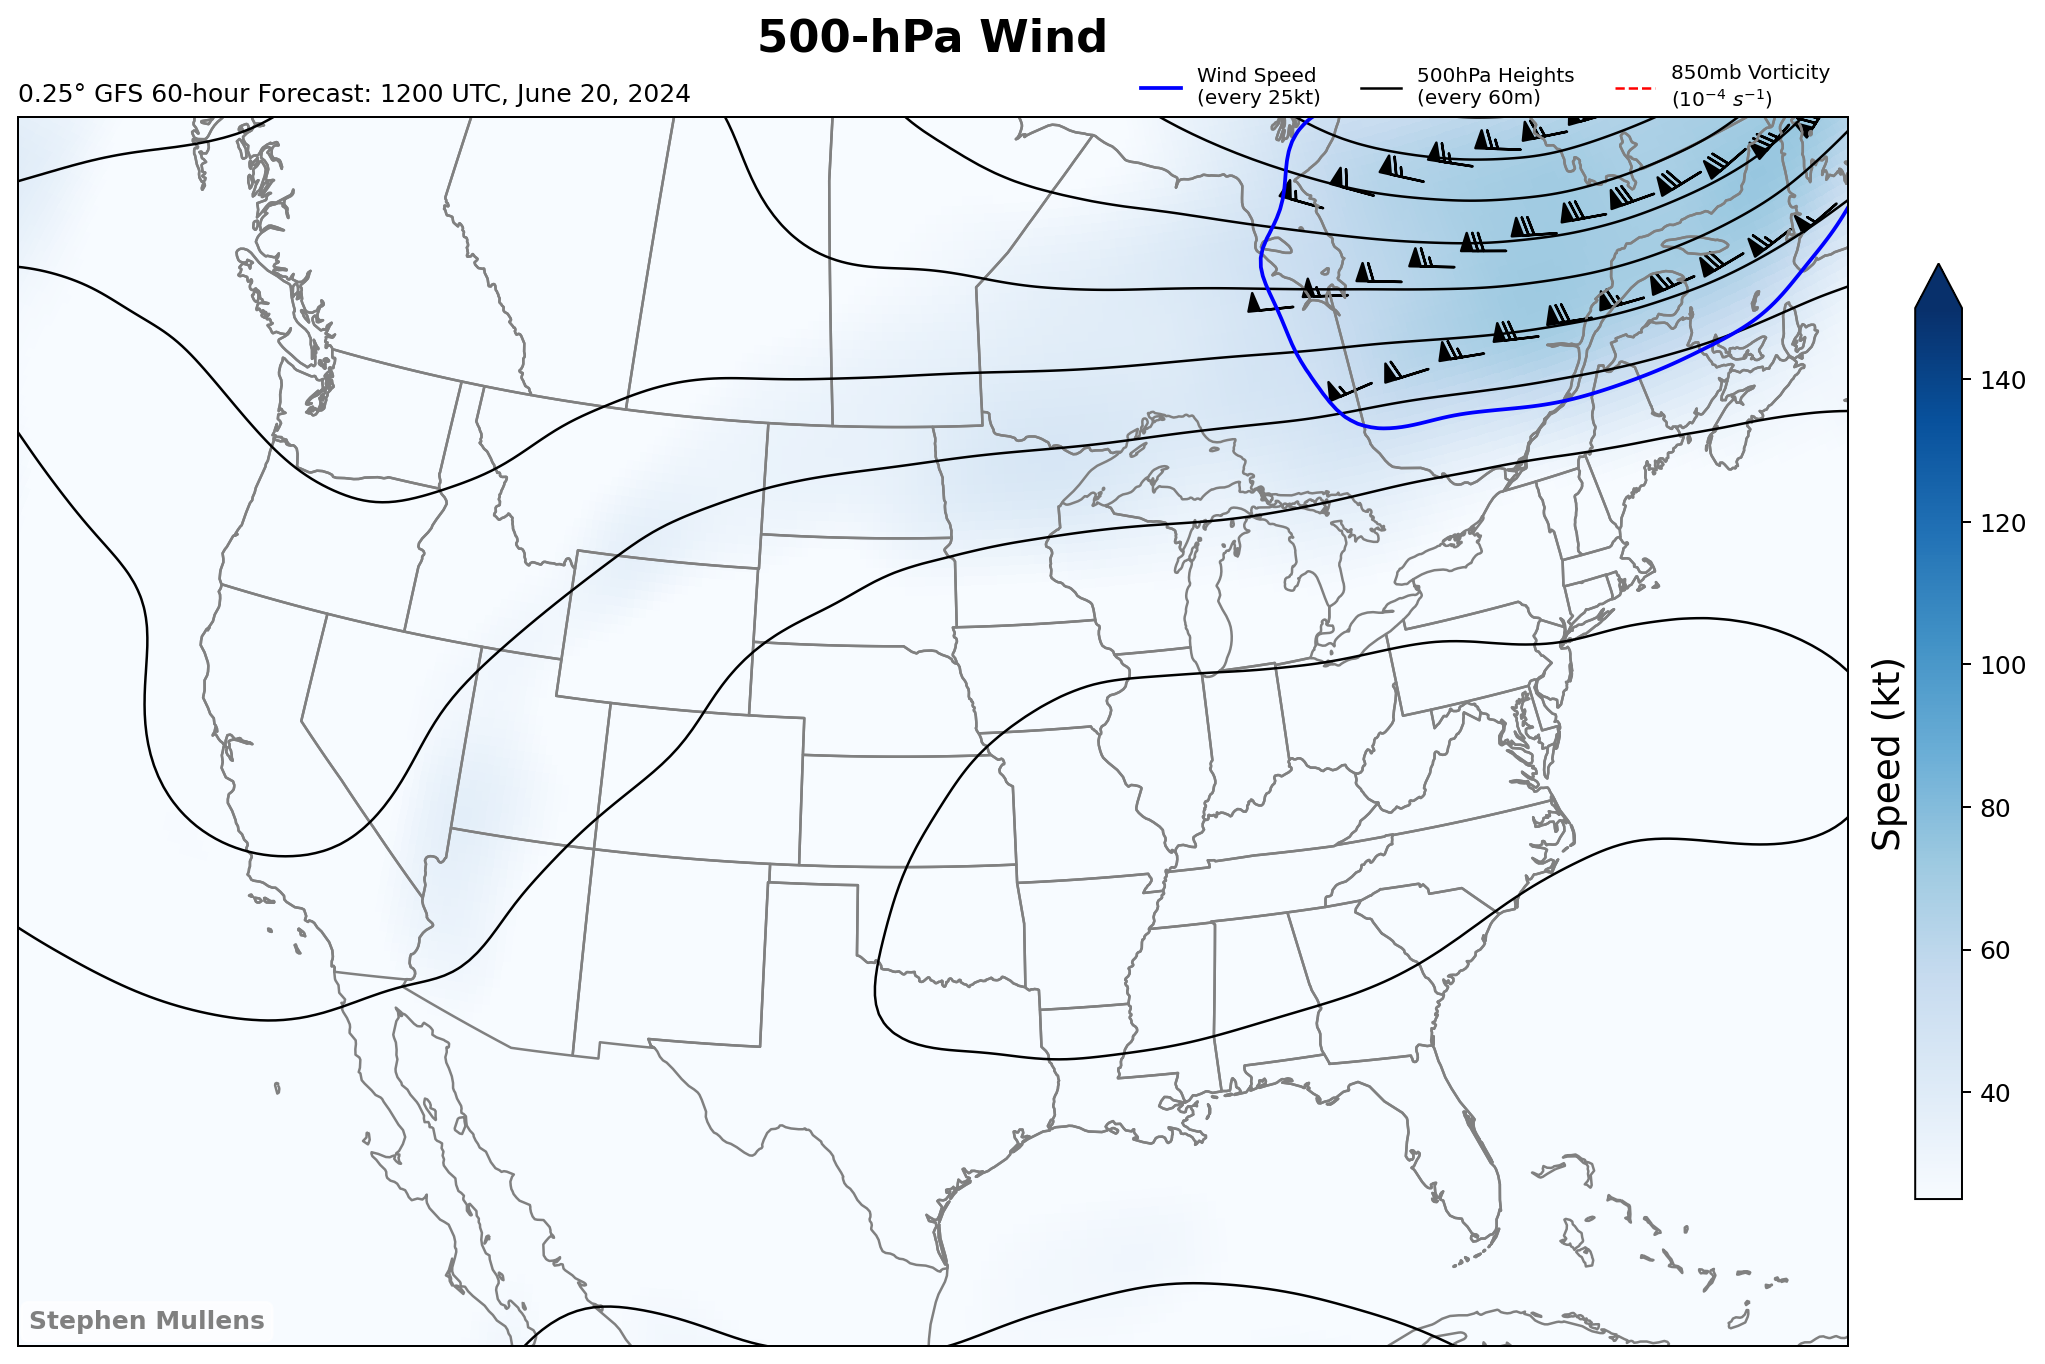 500-hPa Wind
0.25° GFS 60-hour Forecast: 1200 UTC, June 20, 2024
Wind Speed
(every 25kt)
500hPa Heights
(every 60m)
850mb Vorticity
(10⁻⁴ s⁻¹)
140
120
100
80
60
40
Speed (kt)
Stephen Mullens